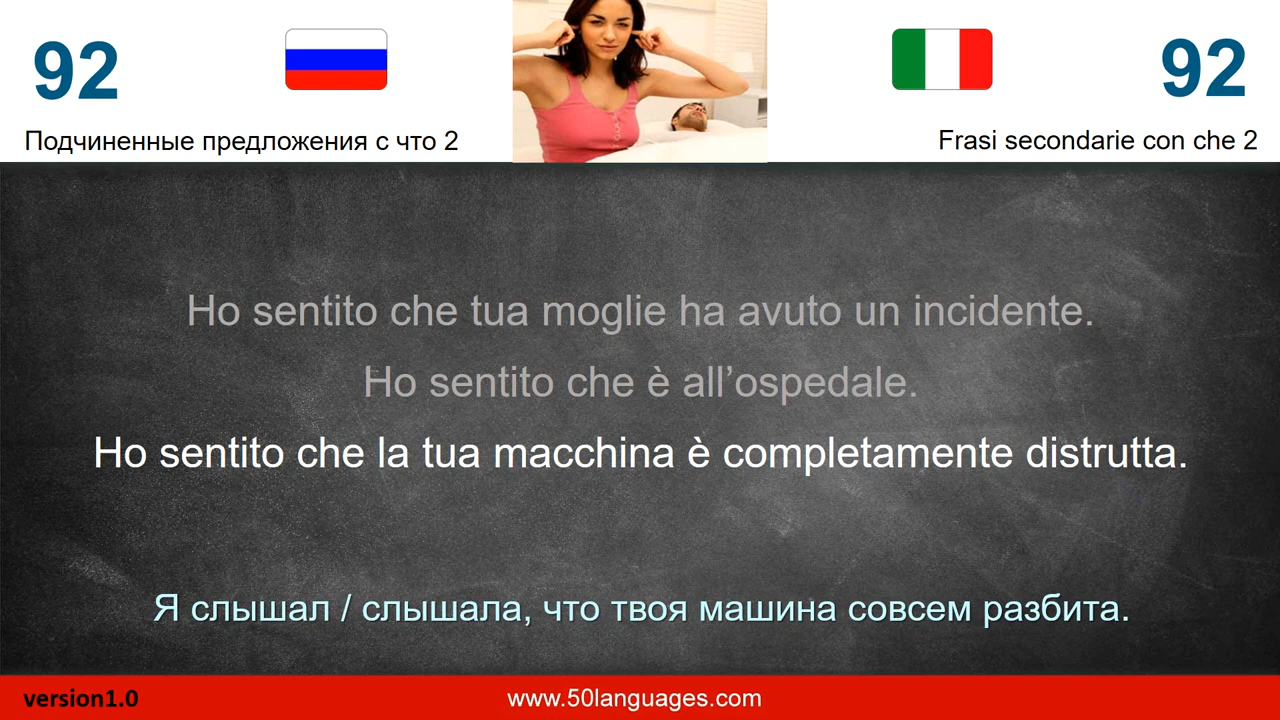 92
92
Подчиненные предложения с что 2
Frasi secondarie con che 2
Ho sentito che tua moglie ha avuto un incidente.
Ho sentito che è all’ospedale.
Ho sentito che la tua macchina è completamente distrutta.
Я слышал / слышала, что твоя машина совсем разбита.
version1.0
www.50languages.com